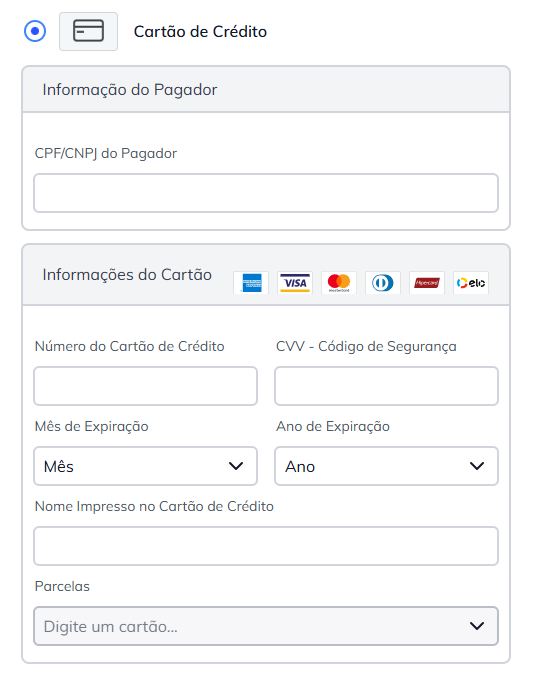 Cartão de Crédito
Informação do Pagador
CPF/CNPJ do Pagador
Informações do Cartão
VISA
mastercard
Hipercard
elo
Número do Cartão de Crédito
CVV - Código de Segurança
Mês de Expiração
Ano de Expiração
Mês
Ano
Nome Impresso no Cartão de Crédito
Parcelas
Digite um cartão...